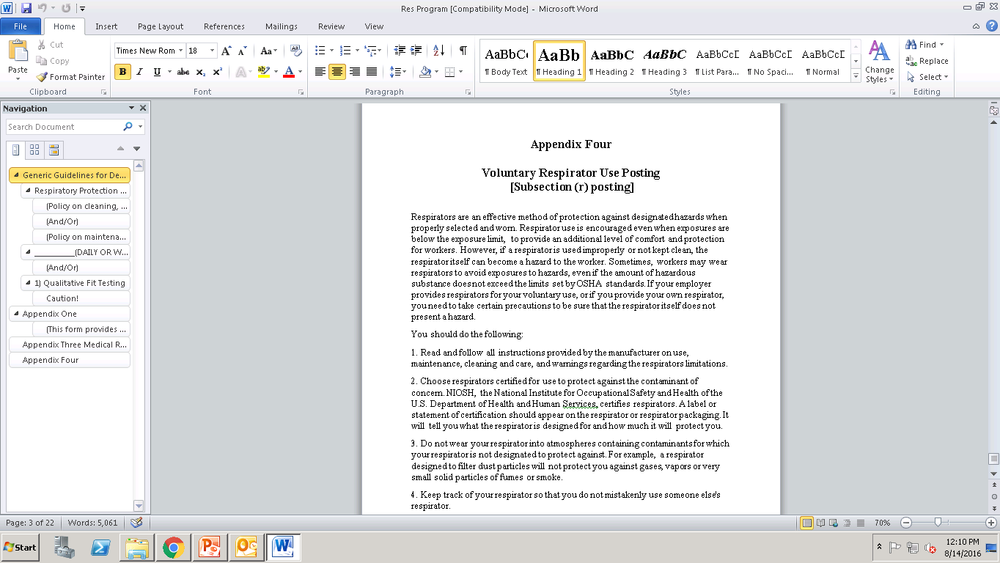 Res Program [Compatibility Mode] - Microsoft Word
File Home Insert Page Layout References Mailings Review View
Paste
Cut
Copy
Format Painter
Clipboard
Times New Rom 18
Font
Paragraph
AaBbCc AaBb AaBbC AaBbC AaBbCcI AaBbCcI AaBbCcI
¶ Body Text ¶ Heading 1 ¶ Heading 2 ¶ Heading 3 ¶ List Para... ¶ No Spaci... ¶ Normal
Styles
Change Styles
Find
Replace
Select
Editing
Navigation
Search Document
Generic Guidelines for De...
Respiratory Protection ...
(Policy on cleaning, ...
(And/Or)
(Policy on maintena...
__________(DAILY OR W...
(And/Or)
1) Qualitative Fit Testing
Caution!
Appendix One
(This form provides ...
Appendix Three Medical R...
Appendix Four
Appendix Four
Voluntary Respirator Use Posting
[Subsection (r) posting]
Respirators are an effective method of protection against designated hazards when
properly selected and worn. Respirator use is encouraged even when exposures are
below the exposure limit, to provide an additional level of comfort and protection
for workers. However, if a respirator is used improperly or not kept clean, the
respirator itself can become a hazard to the worker. Sometimes, workers may wear
respirators to avoid exposures to hazards, even if the amount of hazardous
substance does not exceed the limits set by OSHA standards. If your employer
provides respirators for your voluntary use, or if you provide your own respirator,
you need to take certain precautions to be sure that the respirator itself does not
present a hazard.
You should do the following:
1. Read and follow all instructions provided by the manufacturer on use,
maintenance, cleaning and care, and warnings regarding the respirators limitations.
2. Choose respirators certified for use to protect against the contaminant of
concern. NIOSH, the National Institute for Occupational Safety and Health of the
U.S. Department of Health and Human Services, certifies respirators. A label or
statement of certification should appear on the respirator or respirator packaging. It
will tell you what the respirator is designed for and how much it will protect you.
3. Do not wear your respirator into atmospheres containing contaminants for which
your respirator is not designated to protect against. For example, a respirator
designed to filter dust particles will not protect you against gases, vapors or very
small solid particles of fumes or smoke.
4. Keep track of your respirator so that you do not mistakenly use someone else's
respirator.
Page: 3 of 22 Words: 5,061 70%
Start 12:10 PM
8/14/2016